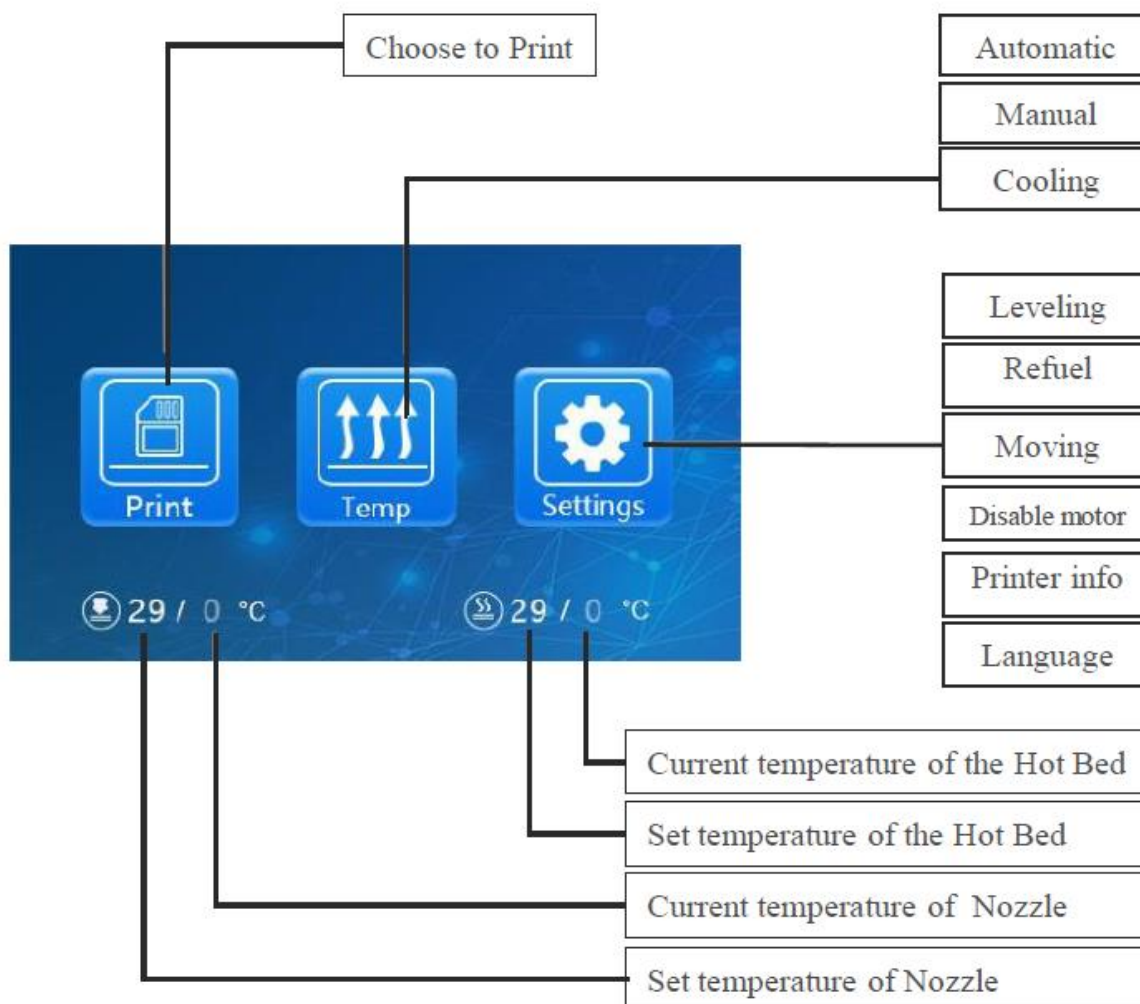 Choose to Print
Automatic
Manual
Cooling
Leveling
Refuel
Moving
Disable motor
Printer info
Language
Print
Temp
Settings
29 / 0 °C
29 / 0 °C
Current temperature of the Hot Bed
Set temperature of the Hot Bed
Current temperature of Nozzle
Set temperature of Nozzle